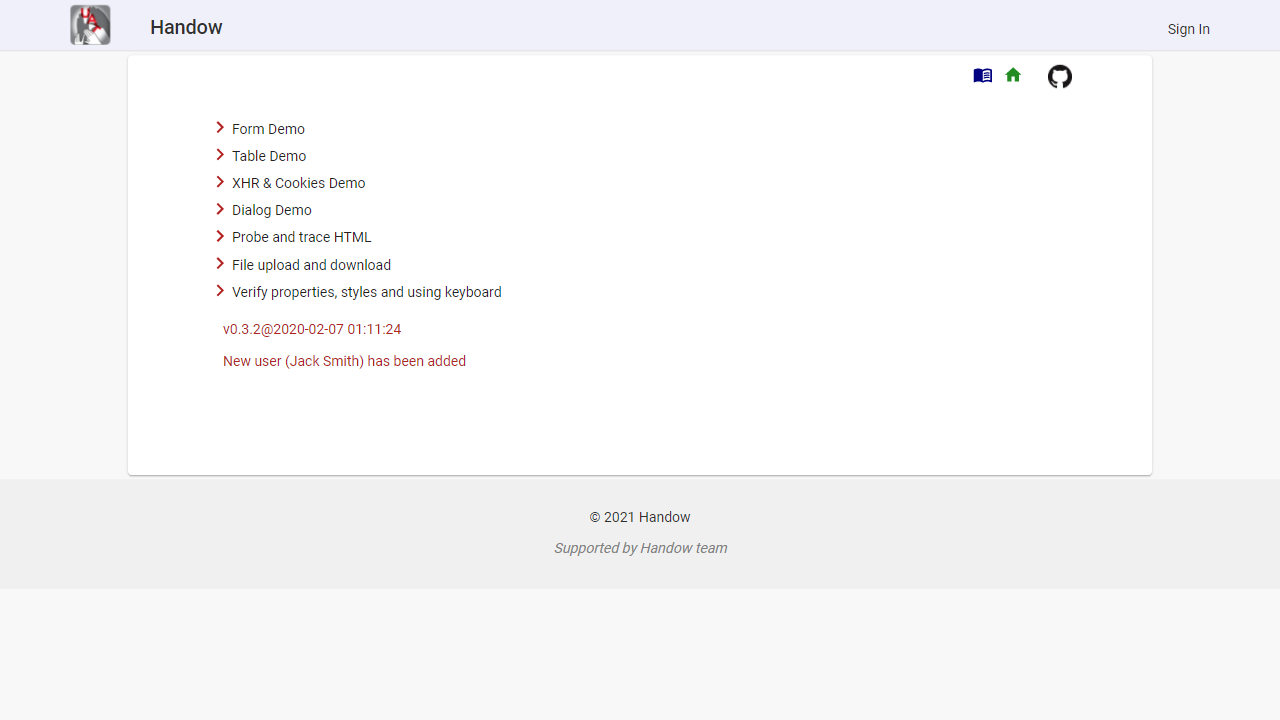 Handow
Sign In
Form Demo
Table Demo
XHR & Cookies Demo
Dialog Demo
Probe and trace HTML
File upload and download
Verify properties, styles and using keyboard
v0.3.2@2020-02-07 01:11:24
New user (Jack Smith) has been added
© 2021 Handow
Supported by Handow team